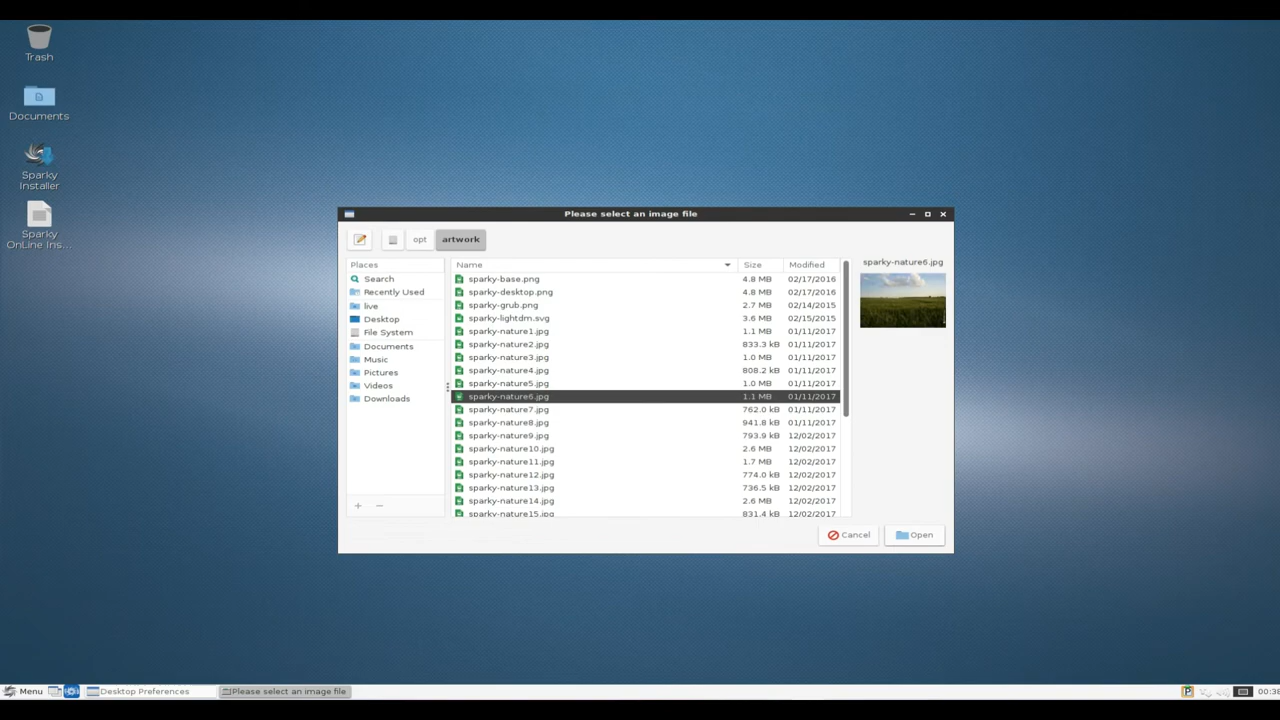 Trash
Documents
Sparky
Installer
Sparky
OnLine Ins...
Please select an image file
opt artwork
Places
Search
Recently Used
live
Desktop
File System
Documents
Music
Pictures
Videos
Downloads
Name Size Modified
sparky-base.png 4.8 MB 02/17/2016
sparky-desktop.png 4.8 MB 02/17/2016
sparky-grub.png 2.7 MB 02/14/2015
sparky-lightdm.svg 3.6 MB 02/15/2015
sparky-nature1.jpg 1.1 MB 01/11/2017
sparky-nature2.jpg 833.3 kB 01/11/2017
sparky-nature3.jpg 1.0 MB 01/11/2017
sparky-nature4.jpg 808.2 kB 01/11/2017
sparky-nature5.jpg 1.0 MB 01/11/2017
sparky-nature6.jpg 1.1 MB 01/11/2017
sparky-nature7.jpg 762.0 kB 01/11/2017
sparky-nature8.jpg 941.8 kB 01/11/2017
sparky-nature9.jpg 793.9 kB 12/02/2017
sparky-nature10.jpg 2.6 MB 12/02/2017
sparky-nature11.jpg 1.7 MB 12/02/2017
sparky-nature12.jpg 774.0 kB 12/02/2017
sparky-nature13.jpg 736.5 kB 12/02/2017
sparky-nature14.jpg 2.6 MB 12/02/2017
sparky-nature15.jpg 831.4 kB 12/02/2017
sparky-nature6.jpg
Cancel Open
Menu Desktop Preferences Please select an image file 00:38